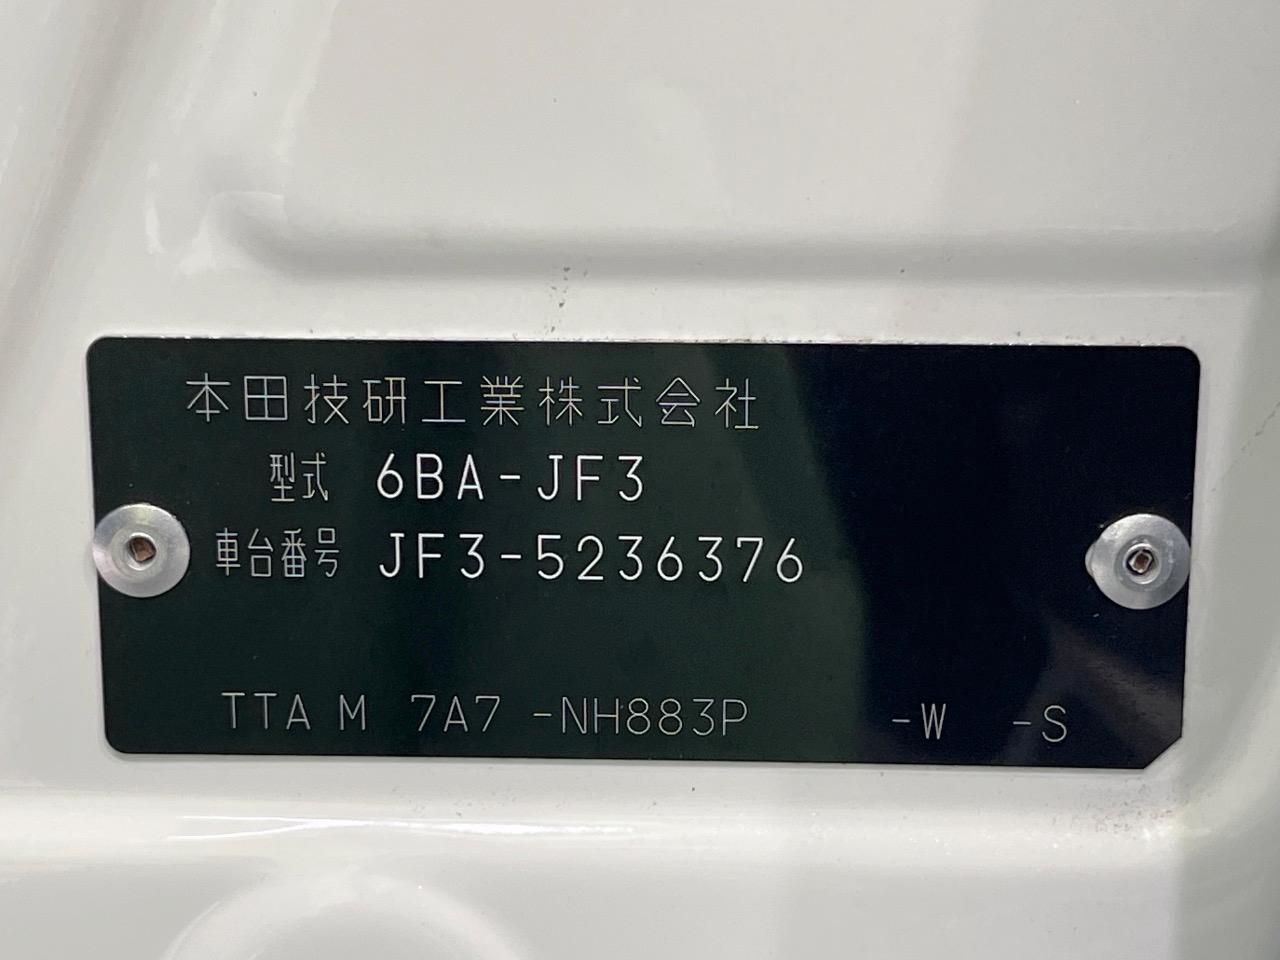 本田技研工業株式会社
型式 6BA-JF3
車台番号 JF3-5236376
TTA M 7A7 -NH883P -W -S